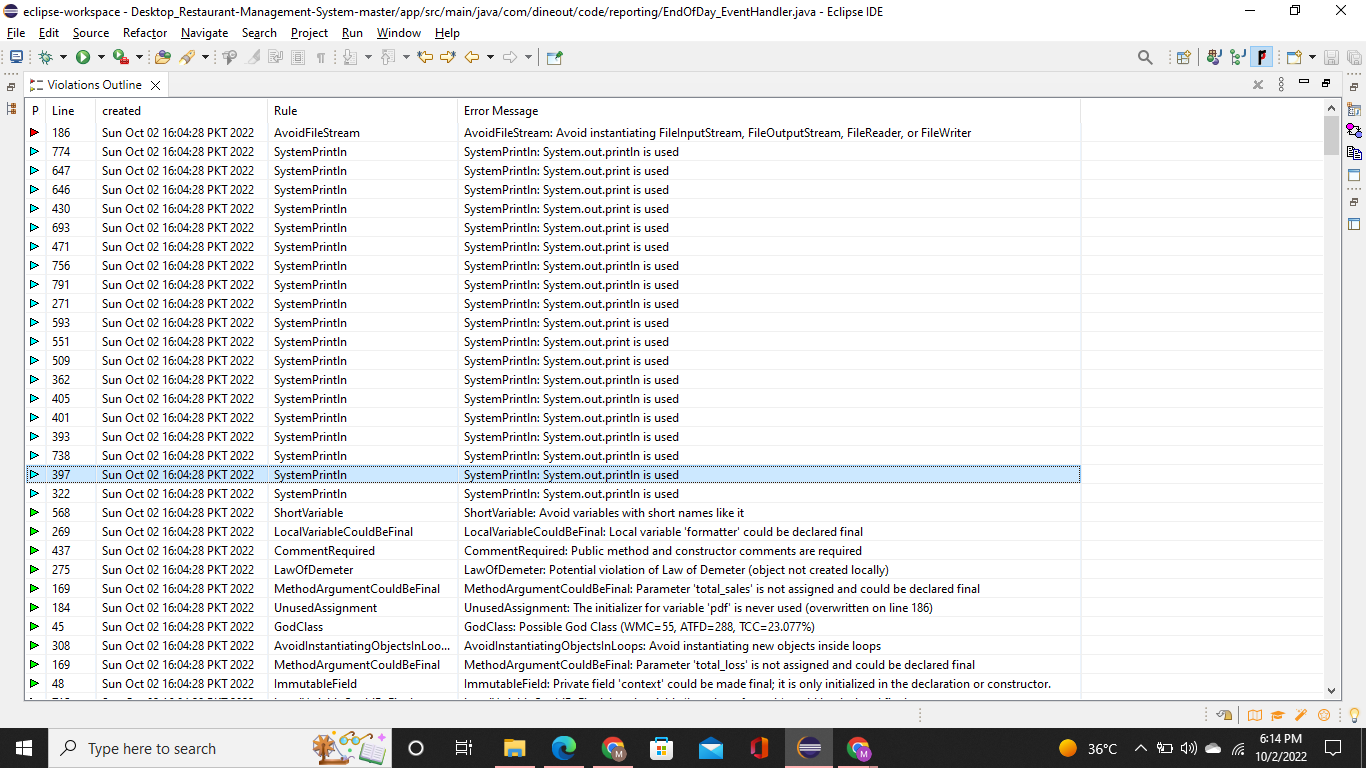 eclipse-workspace - Desktop_Restaurant-Management-System-master/app/src/main/java/com/dineout/code/reporting/EndOfDay_EventHandler.java - Eclipse IDE
File Edit Source Refactor Navigate Search Project Run Window Help
Violations Outline
P Line created Rule Error Message
186 Sun Oct 02 16:04:28 PKT 2022 AvoidFileStream AvoidFileStream: Avoid instantiating FileInputStream, FileOutputStream, FileReader, or FileWriter
774 Sun Oct 02 16:04:28 PKT 2022 SystemPrintln SystemPrintln: System.out.println is used
647 Sun Oct 02 16:04:28 PKT 2022 SystemPrintln SystemPrintln: System.out.print is used
646 Sun Oct 02 16:04:28 PKT 2022 SystemPrintln SystemPrintln: System.out.print is used
430 Sun Oct 02 16:04:28 PKT 2022 SystemPrintln SystemPrintln: System.out.print is used
693 Sun Oct 02 16:04:28 PKT 2022 SystemPrintln SystemPrintln: System.out.print is used
471 Sun Oct 02 16:04:28 PKT 2022 SystemPrintln SystemPrintln: System.out.print is used
756 Sun Oct 02 16:04:28 PKT 2022 SystemPrintln SystemPrintln: System.out.println is used
791 Sun Oct 02 16:04:28 PKT 2022 SystemPrintln SystemPrintln: System.out.println is used
271 Sun Oct 02 16:04:28 PKT 2022 SystemPrintln SystemPrintln: System.out.println is used
593 Sun Oct 02 16:04:28 PKT 2022 SystemPrintln SystemPrintln: System.out.print is used
551 Sun Oct 02 16:04:28 PKT 2022 SystemPrintln SystemPrintln: System.out.print is used
509 Sun Oct 02 16:04:28 PKT 2022 SystemPrintln SystemPrintln: System.out.print is used
362 Sun Oct 02 16:04:28 PKT 2022 SystemPrintln SystemPrintln: System.out.println is used
405 Sun Oct 02 16:04:28 PKT 2022 SystemPrintln SystemPrintln: System.out.println is used
401 Sun Oct 02 16:04:28 PKT 2022 SystemPrintln SystemPrintln: System.out.println is used
393 Sun Oct 02 16:04:28 PKT 2022 SystemPrintln SystemPrintln: System.out.println is used
738 Sun Oct 02 16:04:28 PKT 2022 SystemPrintln SystemPrintln: System.out.println is used
397 Sun Oct 02 16:04:28 PKT 2022 SystemPrintln SystemPrintln: System.out.println is used
322 Sun Oct 02 16:04:28 PKT 2022 SystemPrintln SystemPrintln: System.out.println is used
568 Sun Oct 02 16:04:28 PKT 2022 ShortVariable ShortVariable: Avoid variables with short names like it
269 Sun Oct 02 16:04:28 PKT 2022 LocalVariableCouldBeFinal LocalVariableCouldBeFinal: Local variable 'formatter' could be declared final
437 Sun Oct 02 16:04:28 PKT 2022 CommentRequired CommentRequired: Public method and constructor comments are required
275 Sun Oct 02 16:04:28 PKT 2022 LawOfDemeter LawOfDemeter: Potential violation of Law of Demeter (object not created locally)
169 Sun Oct 02 16:04:28 PKT 2022 MethodArgumentCouldBeFinal MethodArgumentCouldBeFinal: Parameter 'total_sales' is not assigned and could be declared final
184 Sun Oct 02 16:04:28 PKT 2022 UnusedAssignment UnusedAssignment: The initializer for variable 'pdf' is never used (overwritten on line 186)
45 Sun Oct 02 16:04:28 PKT 2022 GodClass GodClass: Possible God Class (WMC=55, ATFD=288, TCC=23.077%)
308 Sun Oct 02 16:04:28 PKT 2022 AvoidInstantiatingObjectsInLoo... AvoidInstantiatingObjectsInLoops: Avoid instantiating new objects inside loops
169 Sun Oct 02 16:04:28 PKT 2022 MethodArgumentCouldBeFinal MethodArgumentCouldBeFinal: Parameter 'total_loss' is not assigned and could be declared final
48 Sun Oct 02 16:04:28 PKT 2022 ImmutableField ImmutableField: Private field 'context' could be made final; it is only initialized in the declaration or constructor.
Type here to search
36°C
6:14 PM
10/2/2022